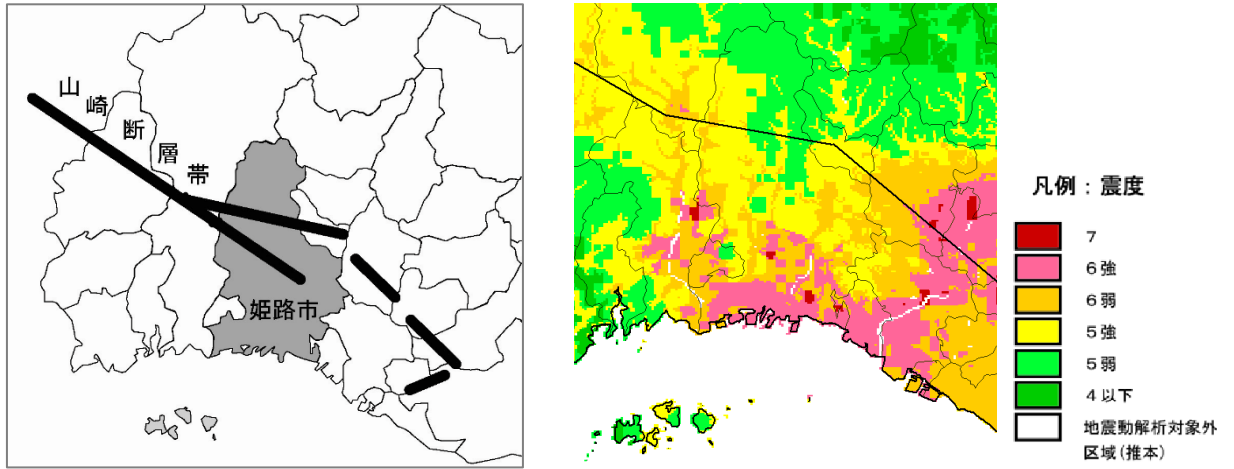 山崎断層帯
姫路市
凡例：震度
7
6強
6弱
5強
5弱
4以下
地震動解析対象外
区域(推本)